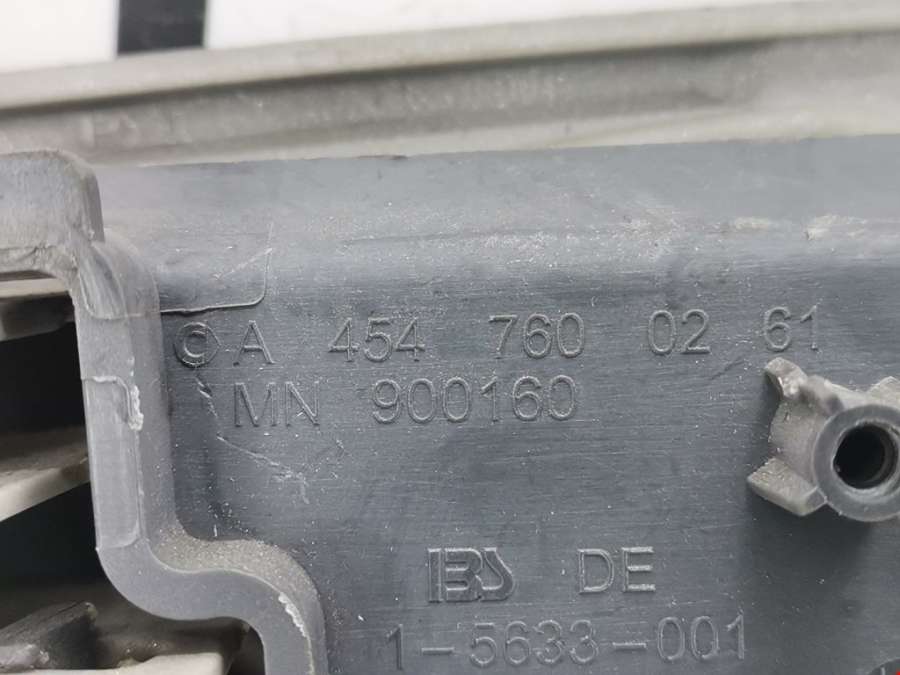 © A 454 760 02 61
MN 900160
IBS DE
1-5633-001